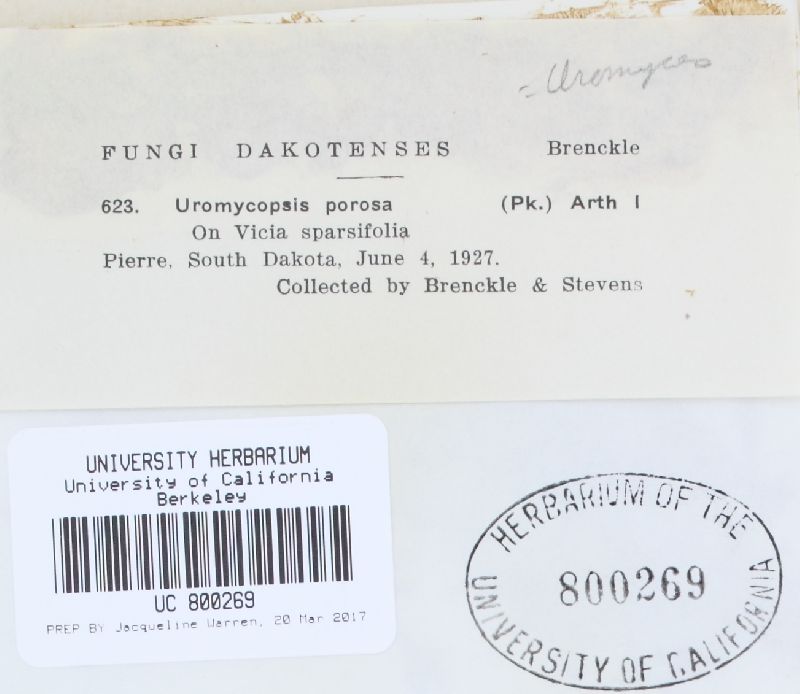 = Uromyces
FUNGI DAKOTENSES Brenckle
623. Uromycopsis porosa (Pk.) Arth I
On Vicia sparsifolia
Pierre, South Dakota, June 4, 1927.
Collected by Brenckle & Stevens
UNIVERSITY HERBARIUM
University of California
Berkeley
UC 800269
PREP BY Jacqueline Warren, 20 Mar 2017
HERBARIUM OF THE
800269
UNIVERSITY OF CALIFORNIA